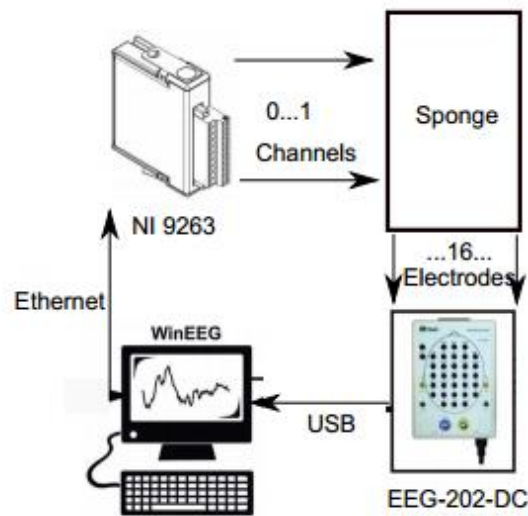 0...1
Channels
Sponge
NI 9263
...16...
Electrodes
Ethernet
WinEEG
USB
EEG-202-DC